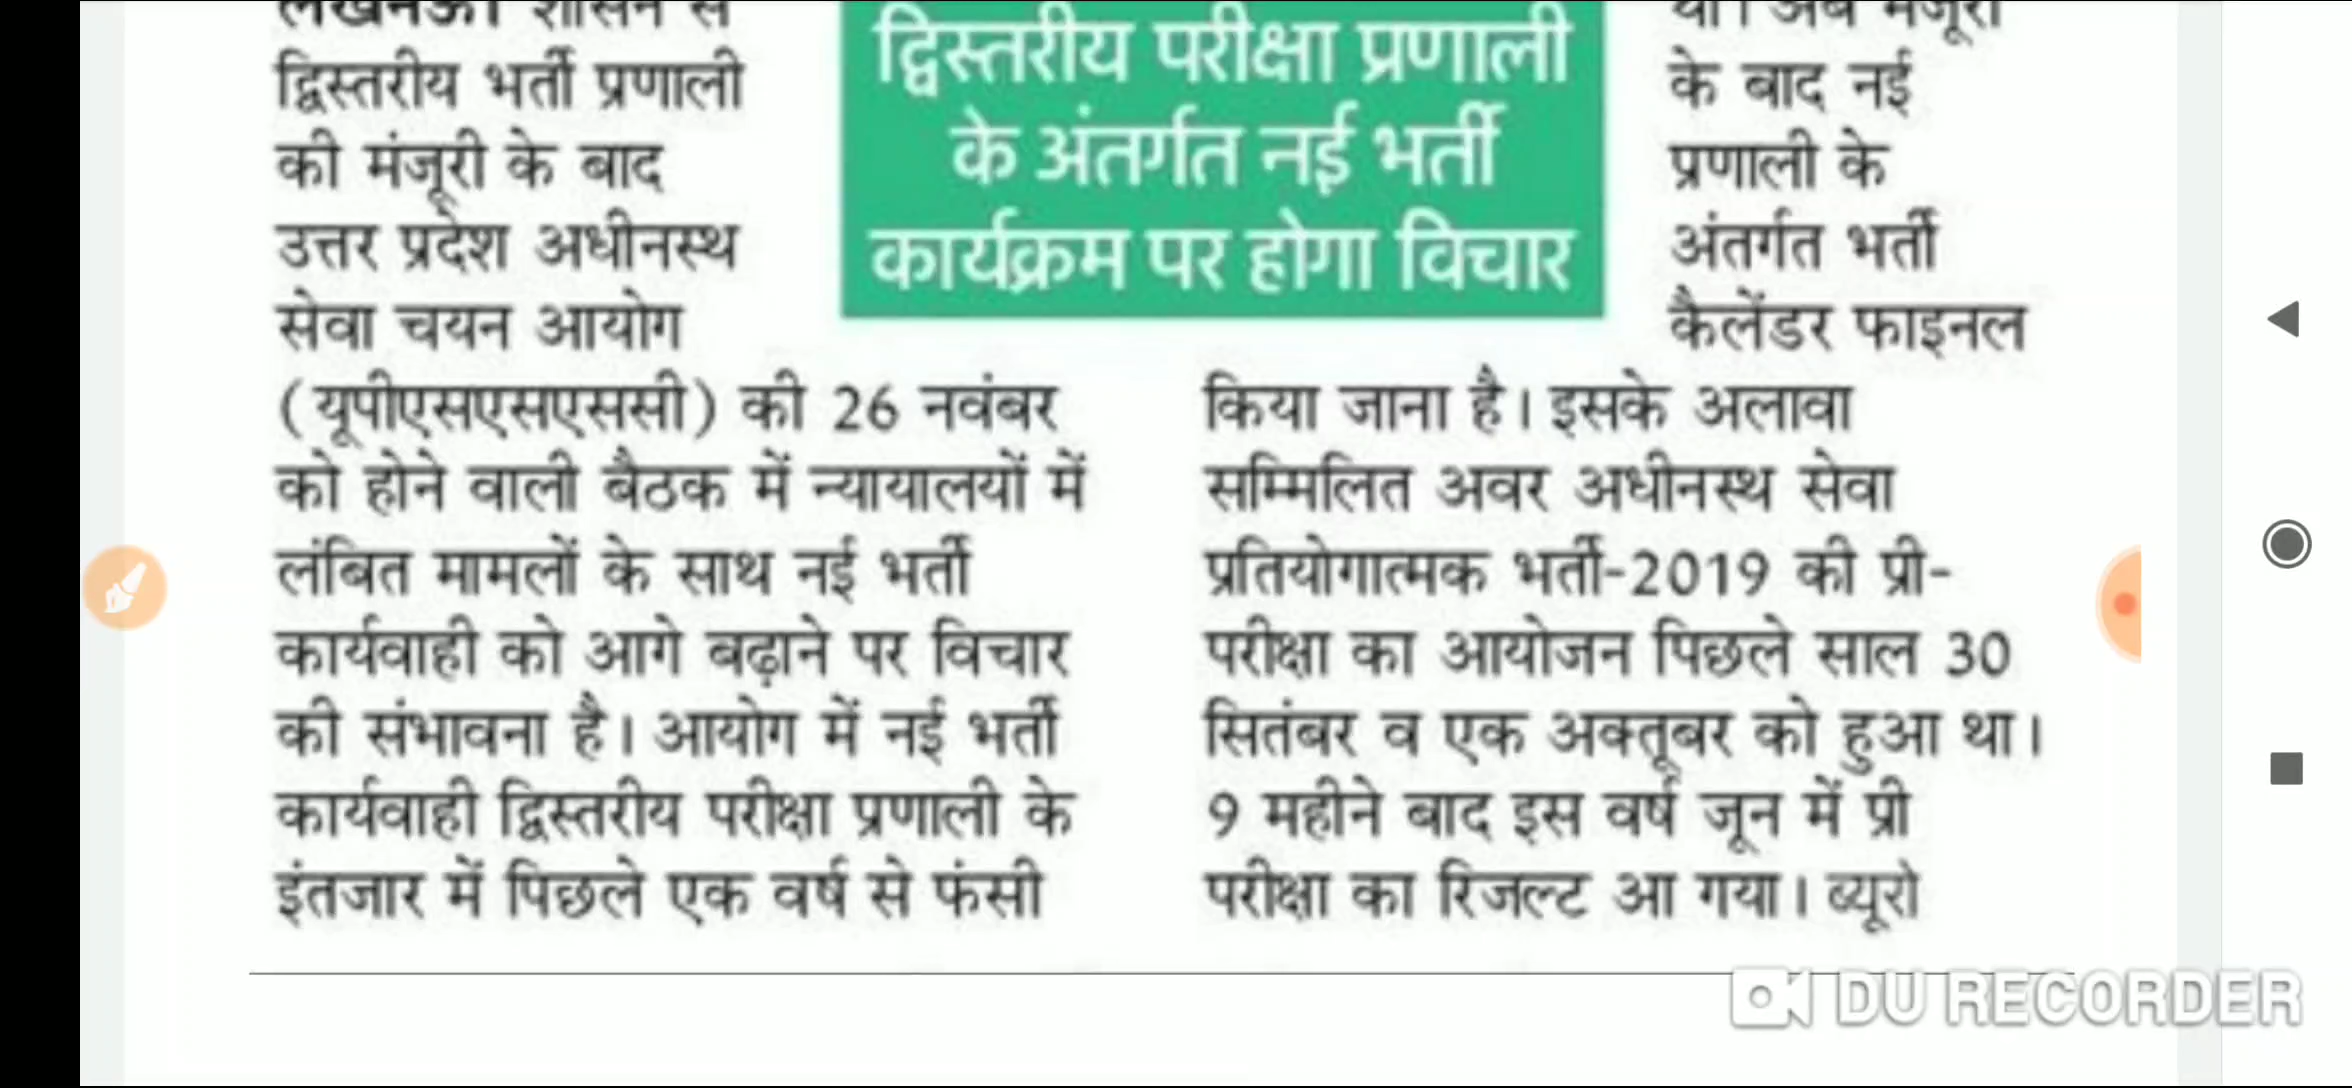 लखनऊ। शासन से
द्विस्तरीय भर्ती प्रणाली
की मंजूरी के बाद
उत्तर प्रदेश अधीनस्थ
सेवा चयन आयोग
(यूपीएसएसएससी) की 26 नवंबर
को होने वाली बैठक में न्यायालयों में
लंबित मामलों के साथ नई भर्ती
कार्यवाही को आगे बढ़ाने पर विचार
की संभावना है। आयोग में नई भर्ती
कार्यवाही द्विस्तरीय परीक्षा प्रणाली के
इंतजार में पिछले एक वर्ष से फंसी
द्विस्तरीय परीक्षा प्रणाली
के अंतर्गत नई भर्ती
कार्यक्रम पर होगा विचार
थी। अब मंजूरी
के बाद नई
प्रणाली के
अंतर्गत भर्ती
कैलेंडर फाइनल
किया जाना है। इसके अलावा
सम्मिलित अवर अधीनस्थ सेवा
प्रतियोगात्मक भर्ती-2019 की प्री-
परीक्षा का आयोजन पिछले साल 30
सितंबर व एक अक्तूबर को हुआ था।
9 महीने बाद इस वर्ष जून में प्री
परीक्षा का रिजल्ट आ गया। ब्यूरो
DU RECORDER